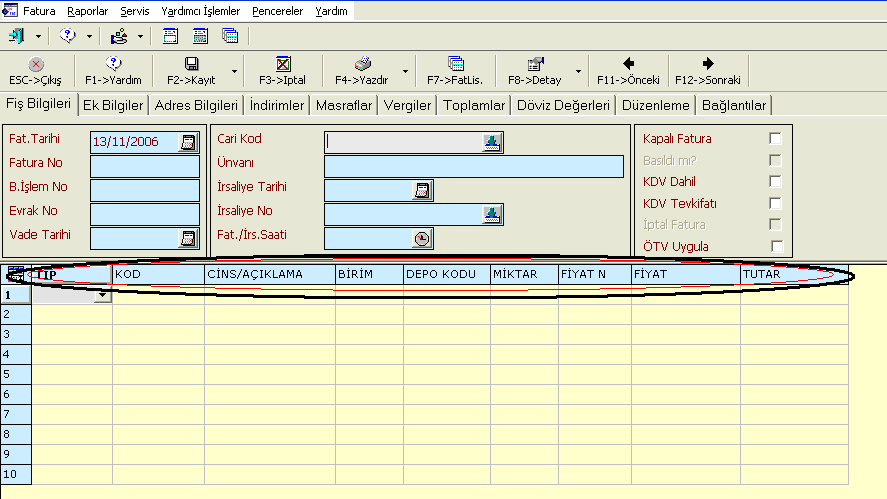 Fatura Raporlar Servis Yardımcı İşlemler Pencereler Yardım
ESC->Çıkış F1->Yardım F2->Kayıt F3->Iptal F4->Yazdır F7->FatLis. F8->Detay F11->Önceki F12->Sonraki
Fiş Bilgileri Ek Bilgiler Adres Bilgileri İndirimler Masraflar Vergiler Toplamlar Döviz Değerleri Düzenleme Bağlantılar
Fat.Tarihi 13/11/2006 Cari Kod Kapalı Fatura
Fatura No Ünvanı Basıldı mı?
B.İşlem No İrsaliye Tarihi KDV Dahil
Evrak No İrsaliye No KDV Tevkifatı
Vade Tarihi Fat./İrs.Saati İptal Fatura
ÖTV Uygula
TİP KOD CİNS/AÇIKLAMA BİRİM DEPO KODU MİKTAR FİYAT N FİYAT TUTAR
1
2
3
4
5
6
7
8
9
10